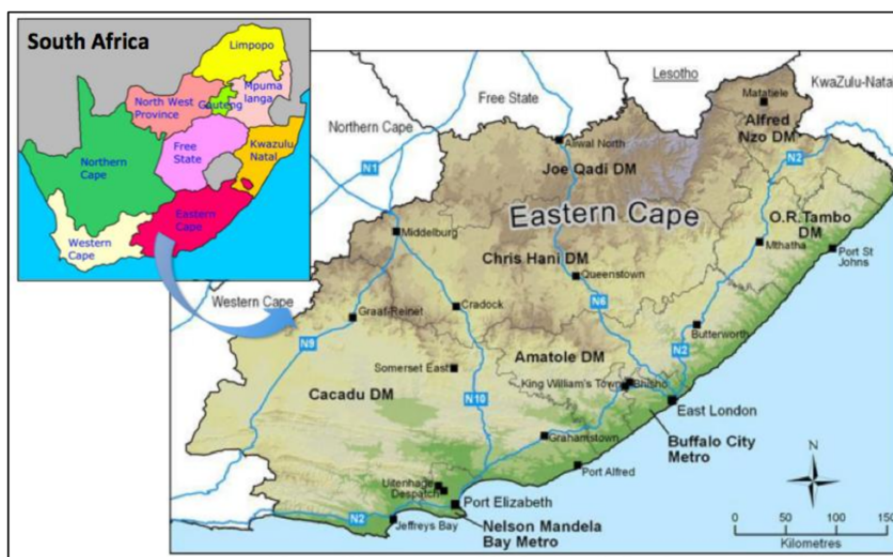 South Africa
Limpopo
Mpuma
langa
North West
Province
Gauteng
Free
State
Kwazulu
Natal
Northern
Cape
Eastern
Cape
Western
Cape
Lesotho
KwaZulu-Natal
Free State
Northern Cape
Western Cape
Matatiele
Alfred
Nzo DM
N2
N1
Aliwal North
Joe Qadi DM
Eastern Cape
O.R.Tambo
DM
Middelburg
Mthatha
Port St
Johns
Chris Hani DM
Queenstown
N6
Graaf-Reinet
Cradock
Butterworth
N9
N2
Amatole DM
Somerset East
King William's Town
Bhisho
Cacadu DM
N10
East London
Grahamstown
Buffalo City
Metro
Port Alfred
N
Uitenhage
Despatch
Port Elizabeth
N2
Jeffreys Bay
Nelson Mandela
Bay Metro
0 50 100 150
Kilometres